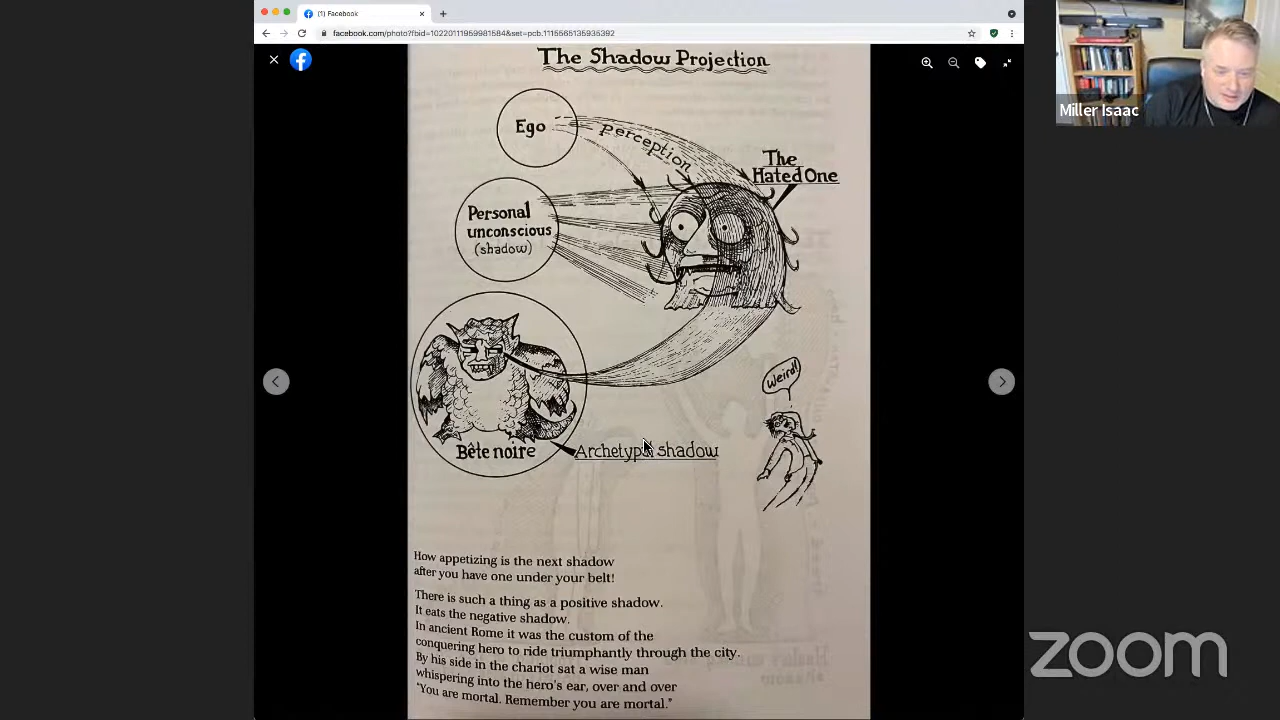 (1) Facebook
facebook.com/photo?fbid=10220111959981584&set=pcb.1115565135935392
The Shadow Projection
Ego
perception
The
Hated One
Personal
unconscious
(shadow)
Weird!
Bête noire
Archetypal shadow
How appetizing is the next shadow
after you have one under your belt!
There is such a thing as a positive shadow.
It eats the negative shadow.
In ancient Rome it was the custom of the
conquering hero to ride triumphantly through the city.
By his side in the chariot sat a wise man
whispering into the hero's ear, over and over
"You are mortal. Remember you are mortal."
Miller Isaac
zoom